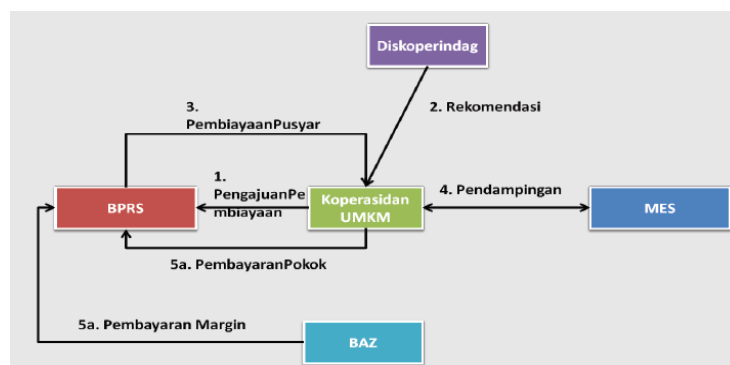 Diskoperindag
3.
PembiayaanPusyar
2. Rekomendasi
1.
PengajuanPe
mbiayaan
BPRS
Koperasidan
UMKM
4. Pendampingan
MES
5a. PembayaranPokok
5a. Pembayaran Margin
BAZ